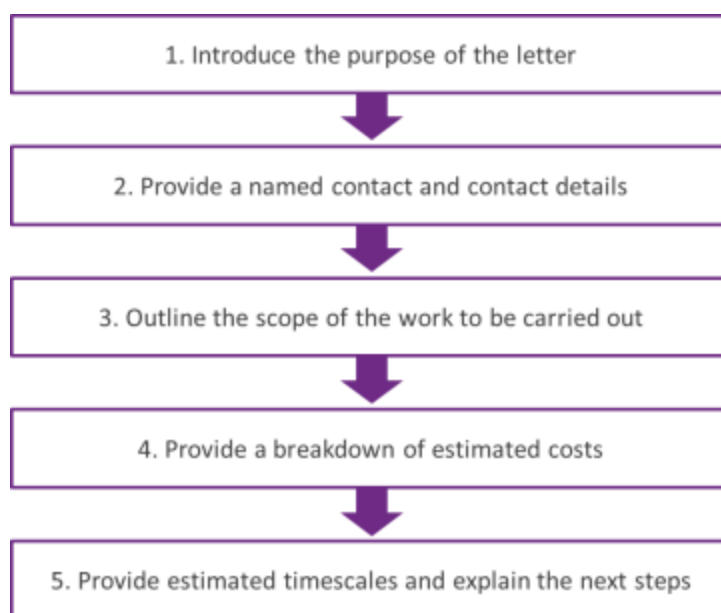 1. Introduce the purpose of the letter
2. Provide a named contact and contact details
3. Outline the scope of the work to be carried out
4. Provide a breakdown of estimated costs
5. Provide estimated timescales and explain the next steps